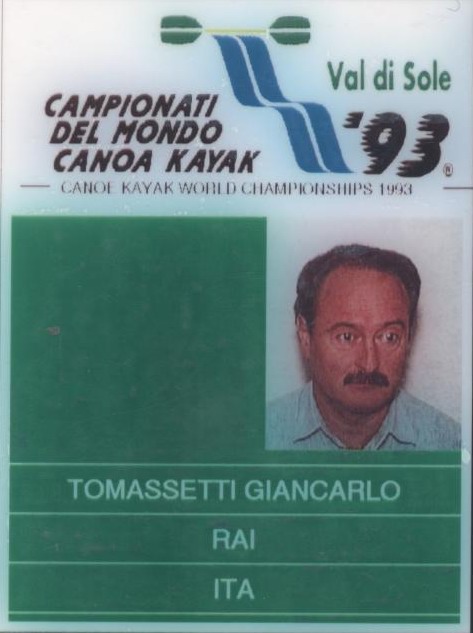 Val di Sole
CAMPIONATI
DEL MONDO
CANOA KAYAK
'93®
CANOE KAYAK WORLD CHAMPIONSHIPS 1993
TOMASSETTI GIANCARLO
RAI
ITA